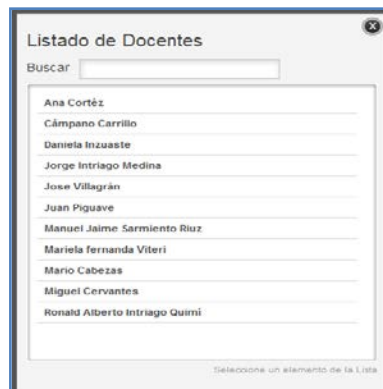 Listado de Docentes
Buscar
Ana Cortéz
Cámpano Carrillo
Daniela Inzuaste
Jorge Intriago Medina
Jose Villagrán
Juan Piguave
Manuel Jaime Sarmiento Riuz
Mariela fernanda Viteri
Mario Cabezas
Miguel Cervantes
Ronald Alberto Intriago Quimí
Seleccione un elemento de la Lista